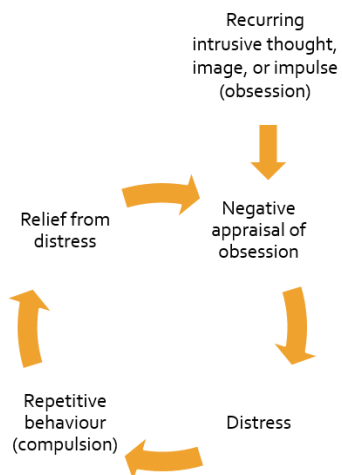 Recurring
intrusive thought,
image, or impulse
(obsession)
Negative
appraisal of
obsession
Distress
Repetitive
behaviour
(compulsion)
Relief from
distress